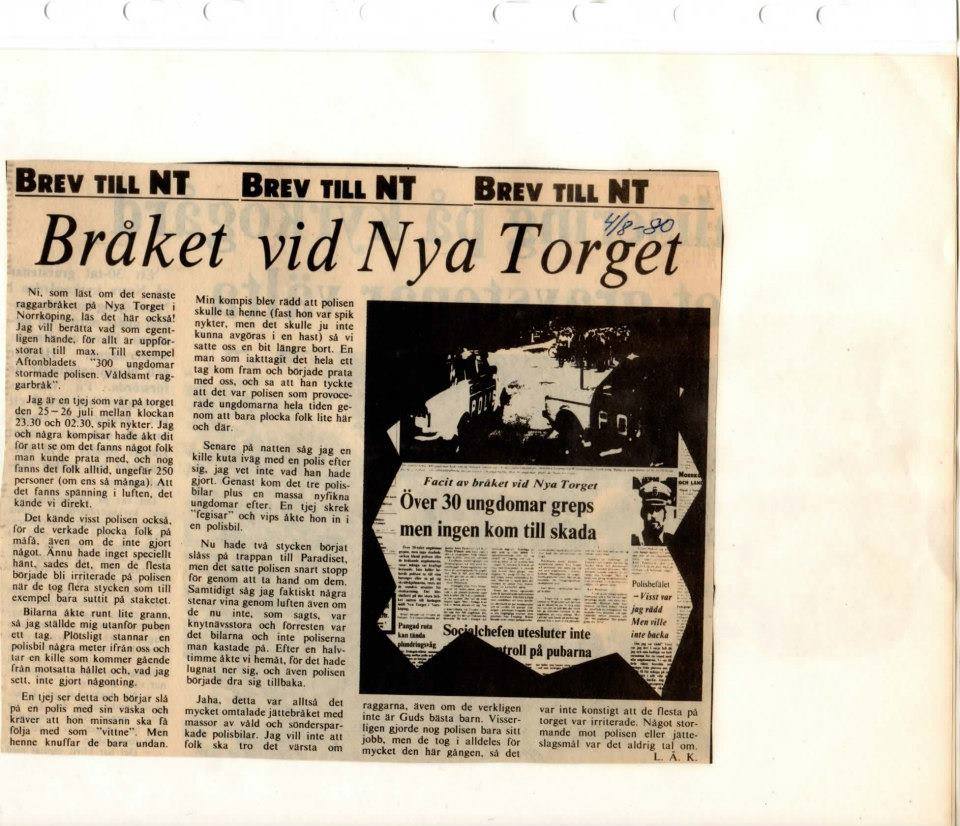 BREV TILL NT BREV TILL NT BREV TILL NT
4/8-80
Bråket vid Nya Torget
Ni, som läst om det senaste
raggarbråket på Nya Torget i
Norrköping, läs det här också!
Jag vill berätta vad som egent-
ligen hände, för allt är uppför-
storat till max. Till exempel
Aftonbladets "300 ungdomar
stormade polisen. Våldsamt rag-
garbråk".
Jag är en tjej som var på torget
den 25–26 juli mellan klockan
23.30 och 02.30, spik nykter. Jag
och några kompisar hade åkt dit
för att se om det fanns något folk
man kunde prata med, och nog
fanns det folk alltid, ungefär 250
personer (om ens så många). Att
det fanns spänning i luften, det
kände vi direkt.
Det kände visst polisen också,
för de verkade plocka folk på
måfå, även om de inte gjort
något. Ännu hade inget speciellt
hänt, sades det, men de flesta
började bli irriterade på polisen
när de tog flera stycken som till
exempel bara suttit på staketet.
Bilarna åkte runt lite grann,
så jag ställde mig utanför puben
ett tag. Plötsligt stannar en
polisbil några meter ifrån oss och
tar en kille som kommer gående
från motsatta hållet och, vad jag
sett, inte gjort någonting.
En tjej ser detta och börjar slå
på en polis med sin väska och
kräver att hon minsann ska få
följa med som "vittne". Men
henne knuffar de bara undan.
Min kompis blev rädd att polisen
skulle ta henne (fast hon var spik
nykter, men det skulle ju inte
kunna avgöras i en hast) så vi
satte oss en bit längre bort. En
man som iakttagit det hela ett
tag kom fram och började prata
med oss, och sa att han tyckte
att det var polisen som provoce-
rade ungdomarna hela tiden ge-
nom att bara plocka folk lite här
och där.
Senare på natten såg jag en
kille kuta iväg med en polis efter
sig, jag vet inte vad han hade
gjort. Genast kom det tre polis-
bilar plus en massa nyfikna
ungdomar efter. En tjej skrek
"fegisar" och vips åkte hon in i
en polisbil.
Nu hade två stycken börjat
slåss på trappan till Paradiset,
men det satte polisen snart stopp
för genom att ta hand om dem.
Samtidigt såg jag faktiskt några
stenar vina genom luften även om
de nu inte, som sagts, var
knytnävsstora och förresten var
det bilarna och inte poliserna
man kastade på. Efter en halv-
timme åkte vi hemåt, för det hade
lugnat ner sig, och även polisen
började dra sig tillbaka.
Jaha, detta var alltså det
mycket omtalade jättebråket med
massor av våld och sönderspar-
kade polisbilar. Jag vill inte att
folk ska tro det värsta om
POLIS
Facit av bråket vid Nya Torget
Över 30 ungdomar greps
men ingen kom till skada
Polisbefälet
– Visst var
jag rädd
Men ville
inte backa
Pangad ruta
kan tända
plundringsvåg
Socialchefen utesluter inte
ntroll på pubarna
raggarna, även om de verkligen
inte är Guds bästa barn. Visser-
ligen gjorde nog polisen bara sitt
jobb, men de tog i alldeles för
mycket den här gången, så det
var inte konstigt att de flesta på
torget var irriterade. Något stor-
mande mot polisen eller jätte-
slagsmål var det aldrig tal om.
L. Ä. K.